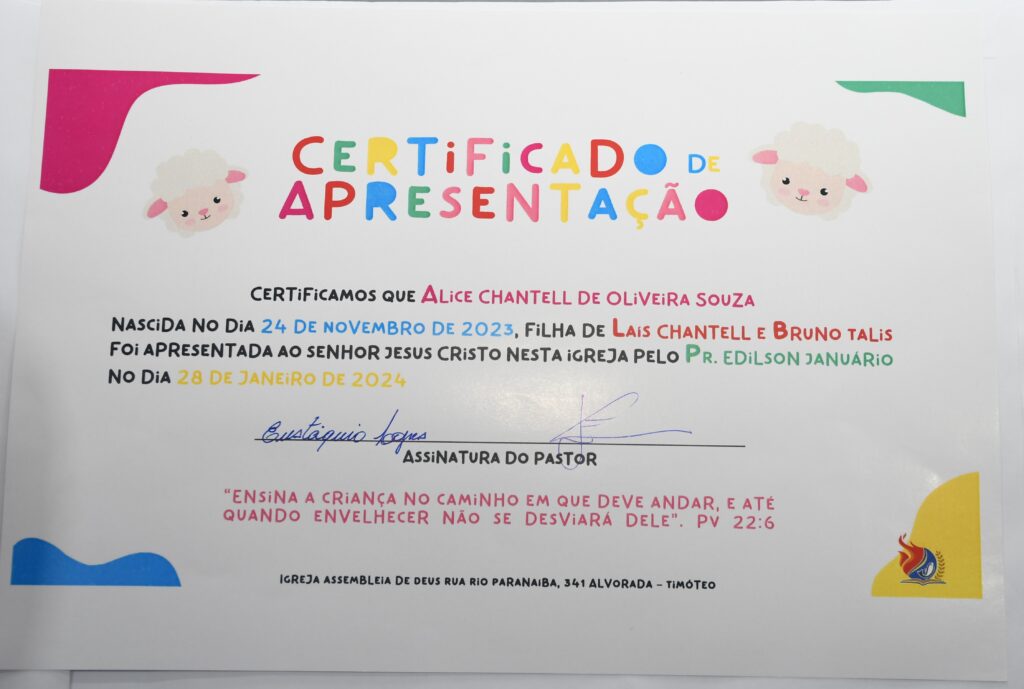 CERTIFICADO DE
APRESENTAÇÃO
CERTIFICAMOS QUE ALICE CHANTELL DE OLIVEIRA SOUZA
NASCIDA NO DIA 24 DE NOVEMBRO DE 2023, FILHA DE LAIS CHANTELL E BRUNO TALIS
FOI APRESENTADA AO SENHOR JESUS CRISTO NESTA IGREJA PELO PR. EDILSON JANUÁRIO
NO DIA 28 DE JANEIRO DE 2024
Eustáquio
ASSINATURA DO PASTOR
"ENSINA A CRIANÇA NO CAMINHO EM QUE DEVE ANDAR, E ATÉ
QUANDO ENVELHECER NÃO SE DESVIARÁ DELE". PV 22:6
IGREJA ASSEMBLEIA DE DEUS RUA RIO PARANAIBA, 341 ALVORADA – TIMÓTEO